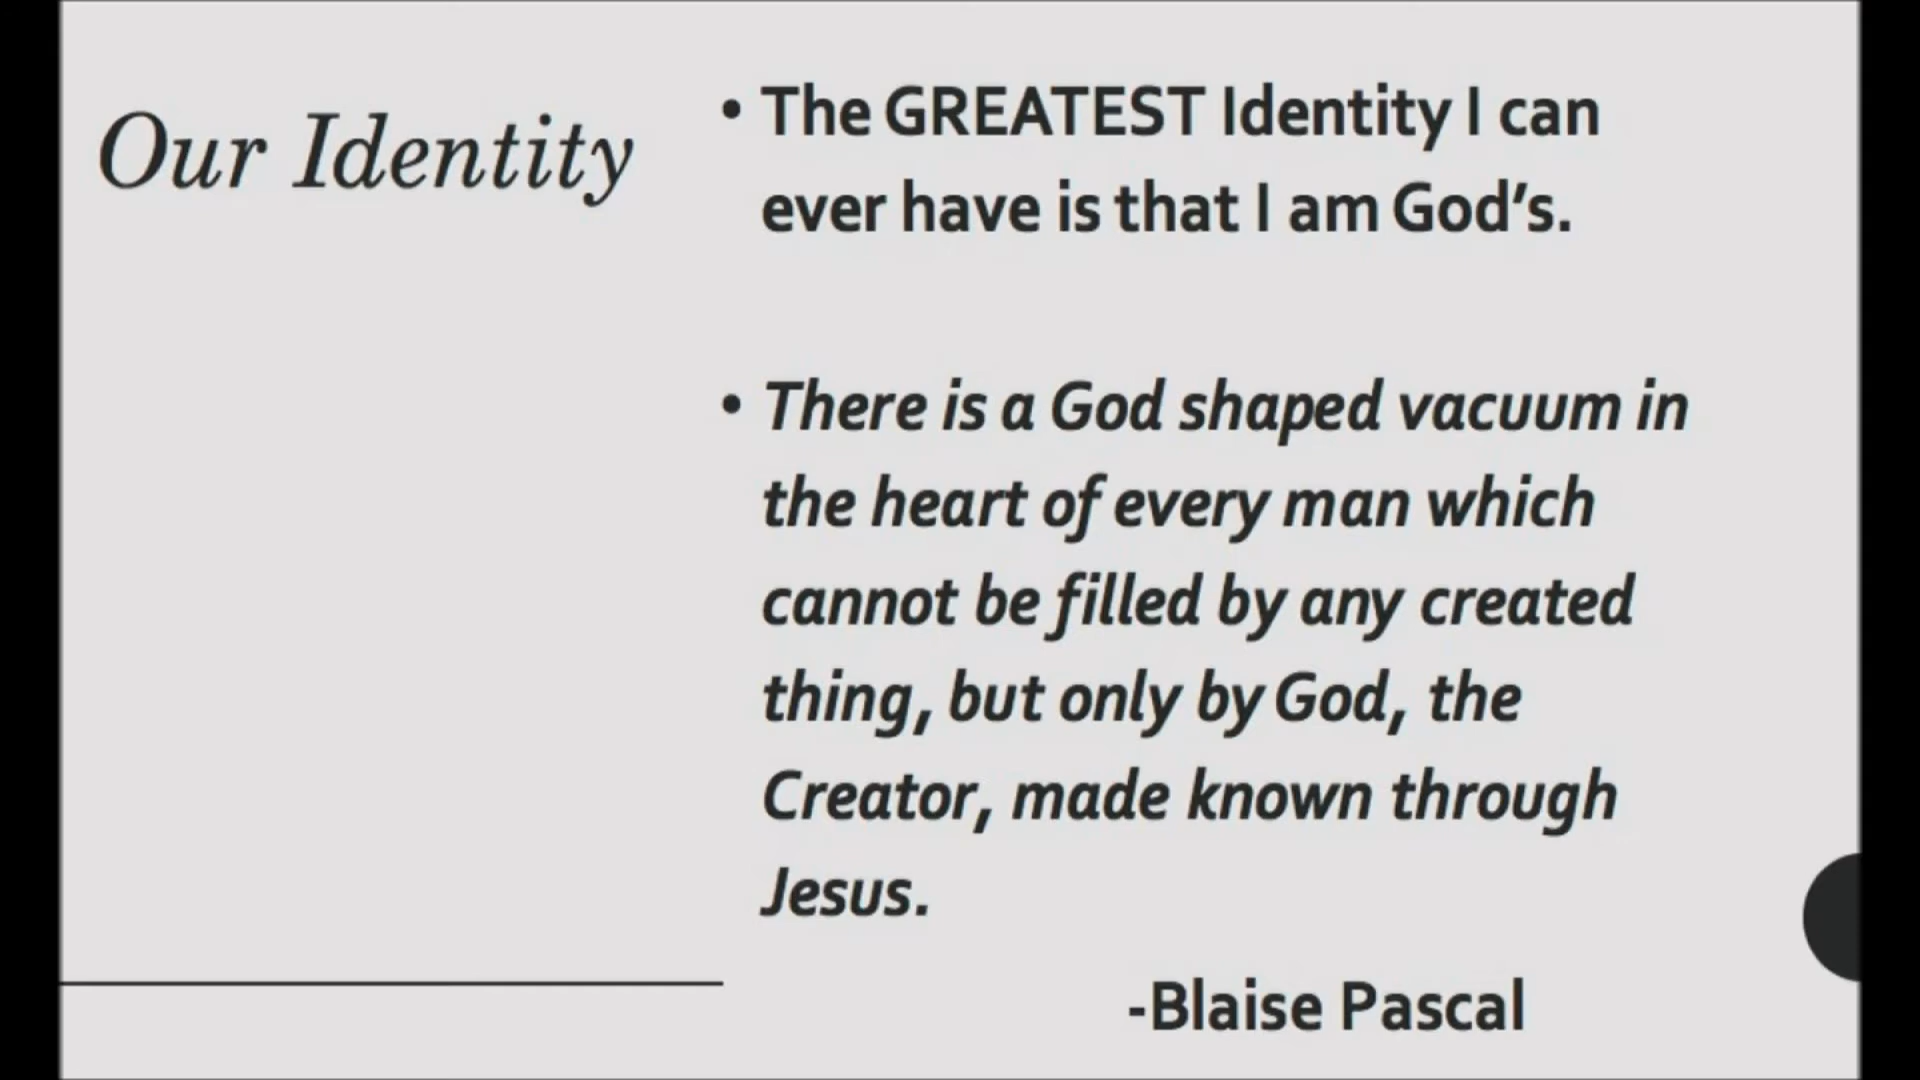 Our Identity
• The GREATEST Identity I can
ever have is that I am God's.
• There is a God shaped vacuum in
the heart of every man which
cannot be filled by any created
thing, but only by God, the
Creator, made known through
Jesus.
-Blaise Pascal